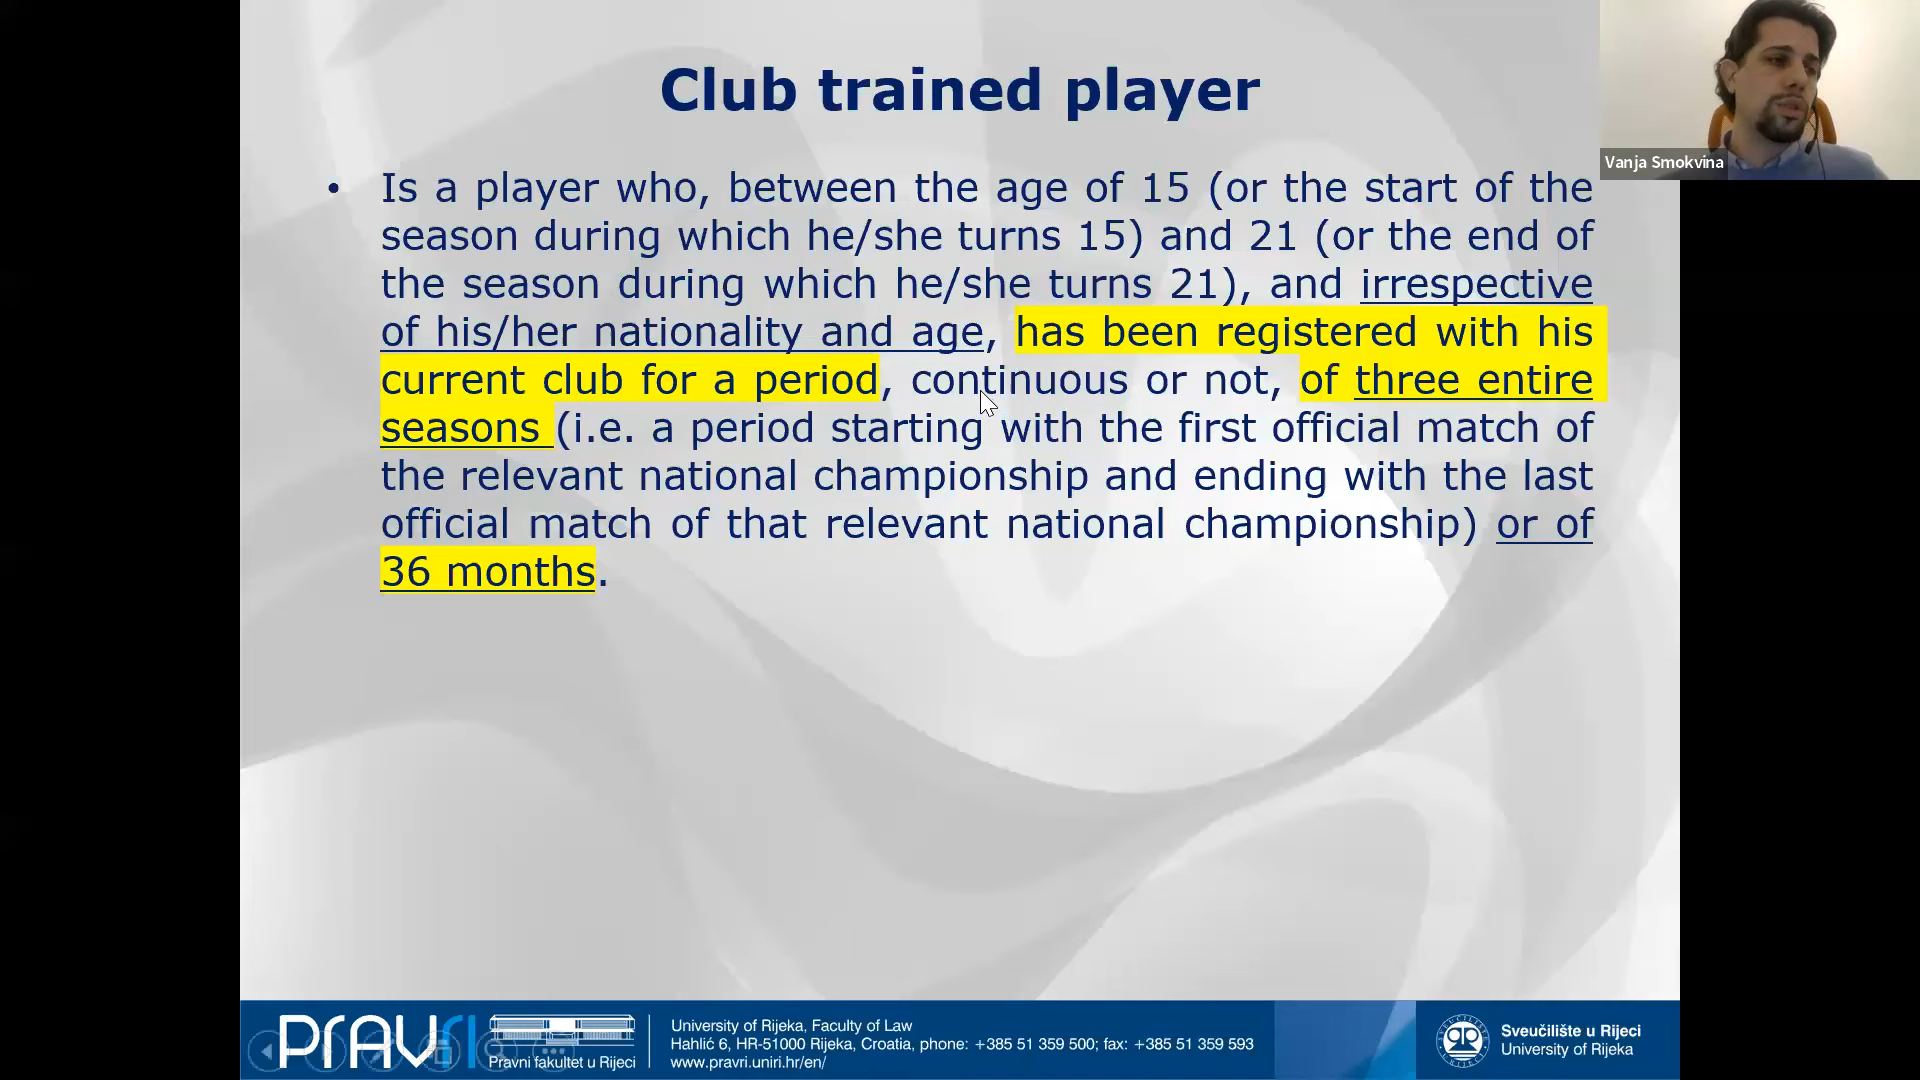 Club trained player
Vanja Smokvina
• Is a player who, between the age of 15 (or the start of the
season during which he/she turns 15) and 21 (or the end of
the season during which he/she turns 21), and irrespective
of his/her nationality and age, has been registered with his
current club for a period, continuous or not, of three entire
seasons (i.e. a period starting with the first official match of
the relevant national championship and ending with the last
official match of that relevant national championship) or of
36 months.
PravRi
Pravni fakultet u Rijeci
University of Rijeka, Faculty of Law
Hahlić 6, HR-51000 Rijeka, Croatia, phone: +385 51 359 500; fax: +385 51 359 593
www.pravri.uniri.hr/en/
Sveučilište u Rijeci
University of Rijeka